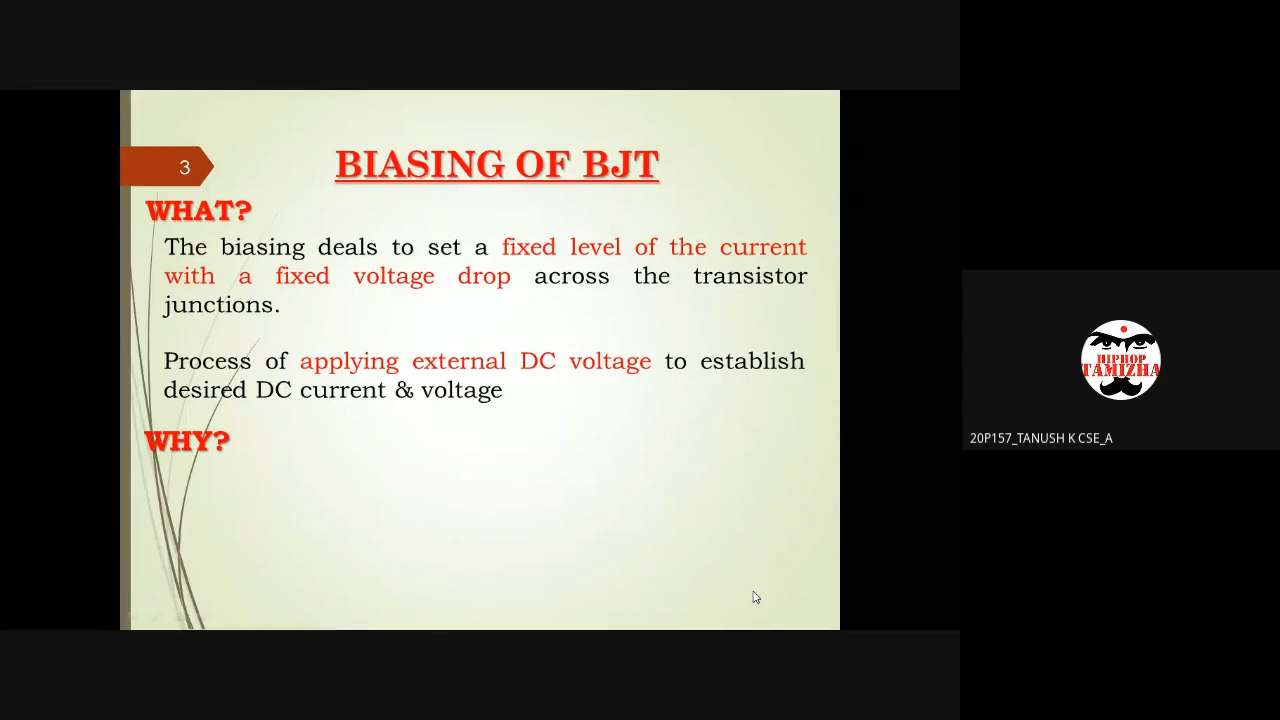 3
BIASING OF BJT
WHAT?
The biasing deals to set a fixed level of the current
with a fixed voltage drop across the transistor
junctions.
Process of applying external DC voltage to establish
desired DC current & voltage
WHY?
HIPHOP
TAMIZHA
20P157_TANUSH K CSE_A